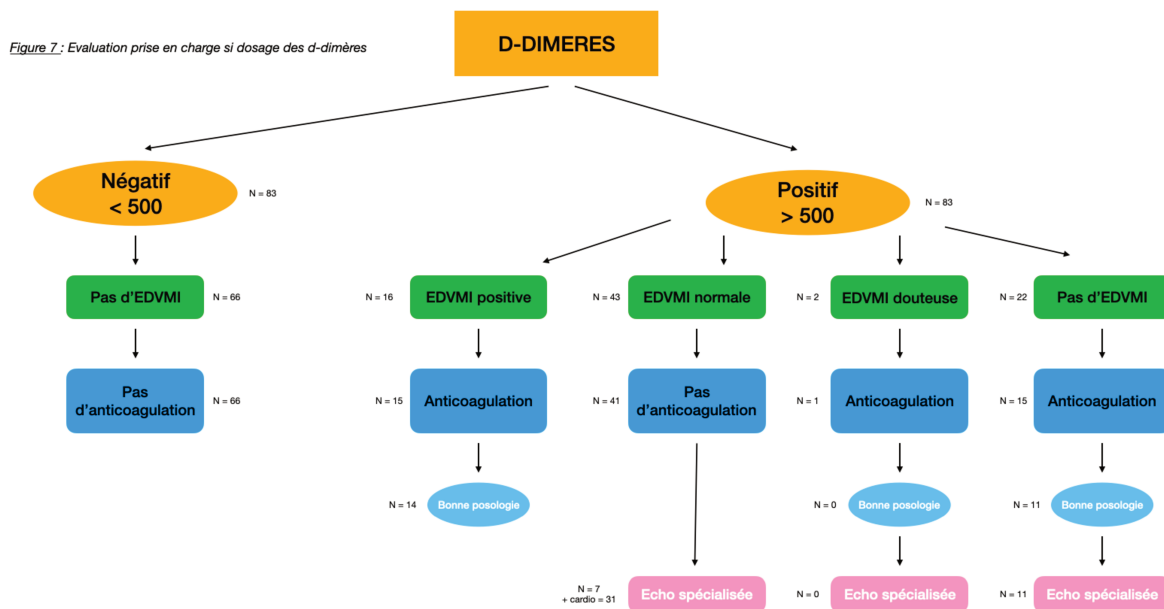 Figure 7 : Evaluation prise en charge si dosage des d-dimères
D-DIMERES
Négatif
< 500
N = 83
Positif
> 500
N = 83
Pas d'EDVMI
N = 66
N = 16
EDVMI positive
N = 43
EDVMI normale
N = 2
EDVMI douteuse
N = 22
Pas d'EDVMI
Pas
d'anticoagulation
N = 66
N = 15
Anticoagulation
N = 41
Pas
d'anticoagulation
N = 1
Anticoagulation
N = 15
Anticoagulation
N = 14
Bonne posologie
N = 0
Bonne posologie
N = 11
Bonne posologie
N = 7
+ cardio = 31
Echo spécialisée
N = 0
Echo spécialisée
N = 11
Echo spécialisée